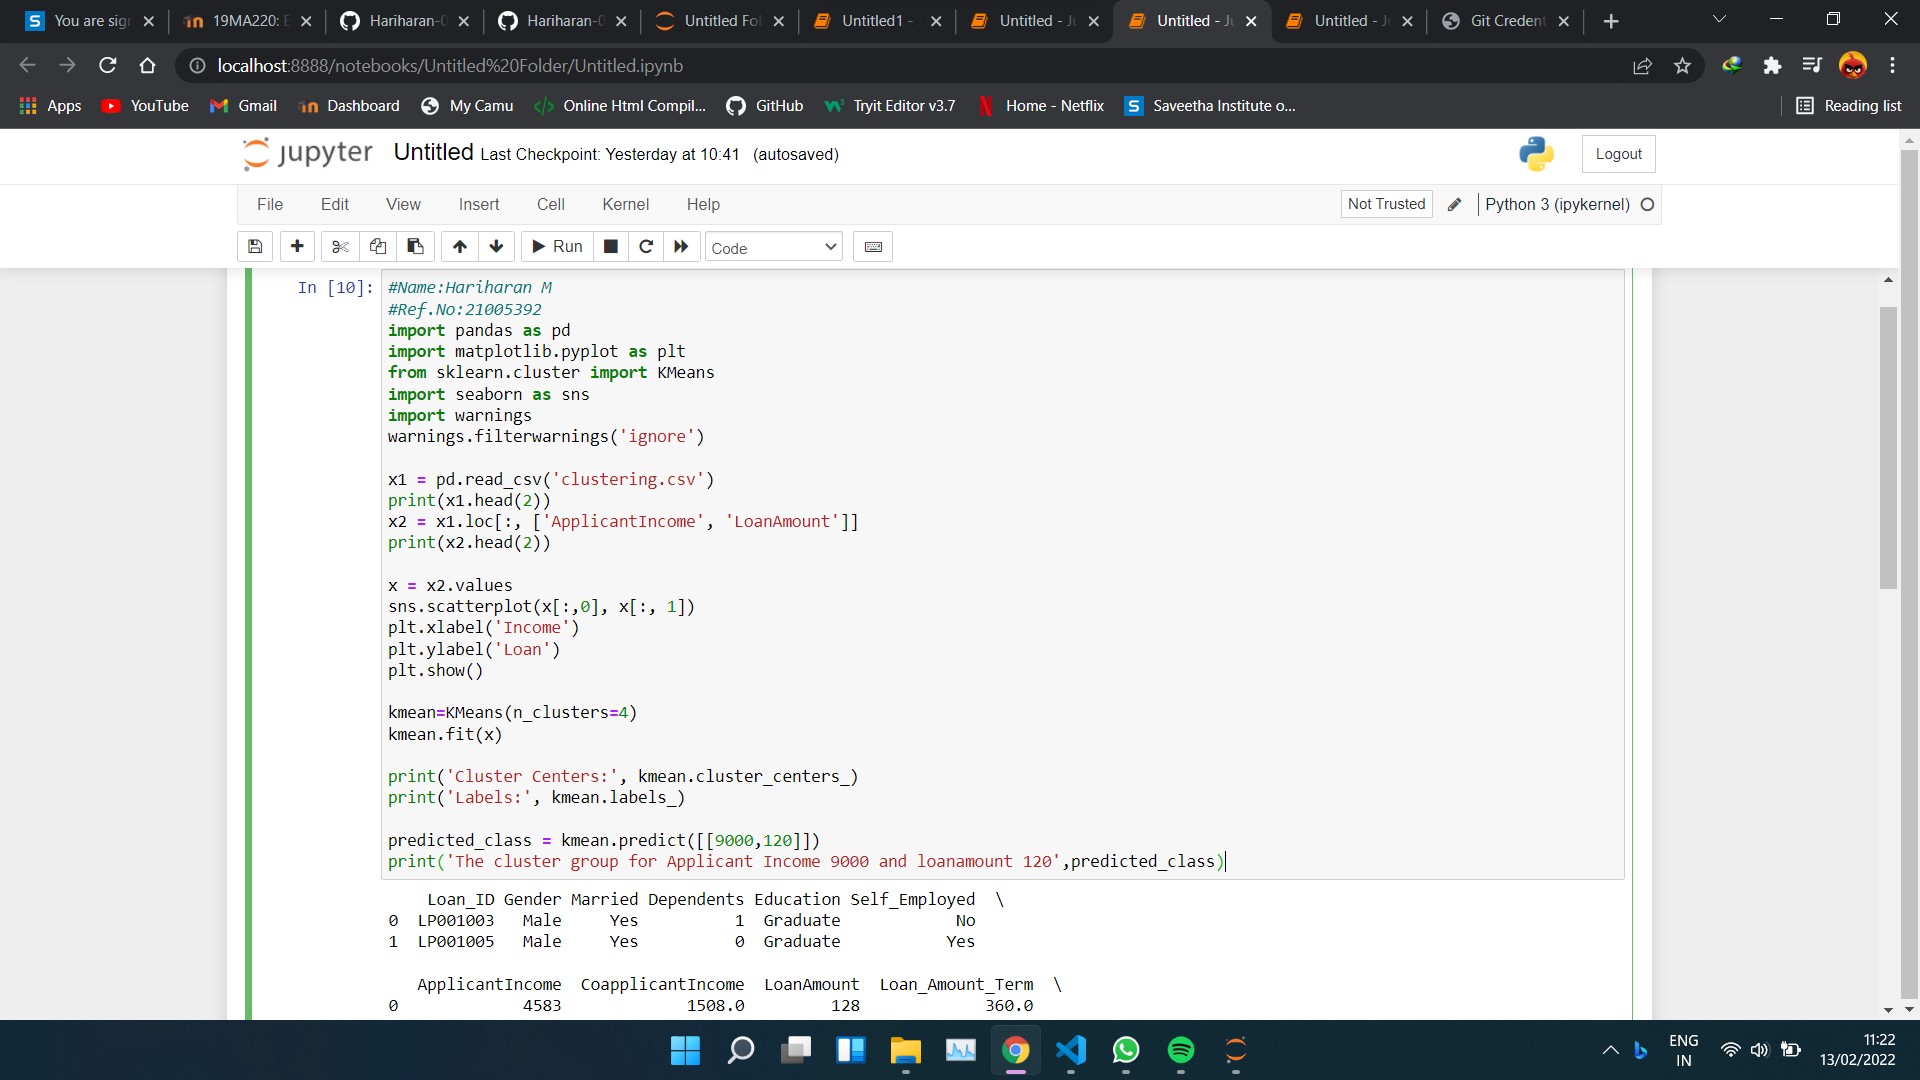 You are sig
19MA220: E
Hariharan-0
Hariharan-0
Untitled Fo
Untitled1 -
Untitled - Ju
Untitled - Ju
Untitled - Ju
Git Creden
localhost:8888/notebooks/Untitled%20Folder/Untitled.ipynb
Apps
YouTube
Gmail
Dashboard
My Camu
Online Html Compil...
GitHub
Tryit Editor v3.7
Home - Netflix
Saveetha Institute o...
Reading list
jupyter Untitled Last Checkpoint: Yesterday at 10:41 (autosaved)
Logout
File Edit View Insert Cell Kernel Help
Not Trusted
Python 3 (ipykernel)
Run
Code
In [10]:
#Name:Hariharan M
#Ref.No:21005392
import pandas as pd
import matplotlib.pyplot as plt
from sklearn.cluster import KMeans
import seaborn as sns
import warnings
warnings.filterwarnings('ignore')
x1 = pd.read_csv('clustering.csv')
print(x1.head(2))
x2 = x1.loc[:, ['ApplicantIncome', 'LoanAmount']]
print(x2.head(2))
x = x2.values
sns.scatterplot(x[:,0], x[:, 1])
plt.xlabel('Income')
plt.ylabel('Loan')
plt.show()
kmean=KMeans(n_clusters=4)
kmean.fit(x)
print('Cluster Centers:', kmean.cluster_centers_)
print('Labels:', kmean.labels_)
predicted_class = kmean.predict([[9000,120]])
print('The cluster group for Applicant Income 9000 and loanamount 120',predicted_class)
Loan_ID Gender Married Dependents Education Self_Employed \
0 LP001003 Male Yes 1 Graduate No
1 LP001005 Male Yes 0 Graduate Yes
ApplicantIncome CoapplicantIncome LoanAmount Loan_Amount_Term \
0 4583 1508.0 128 360.0
ENG
IN
11:22
13/02/2022